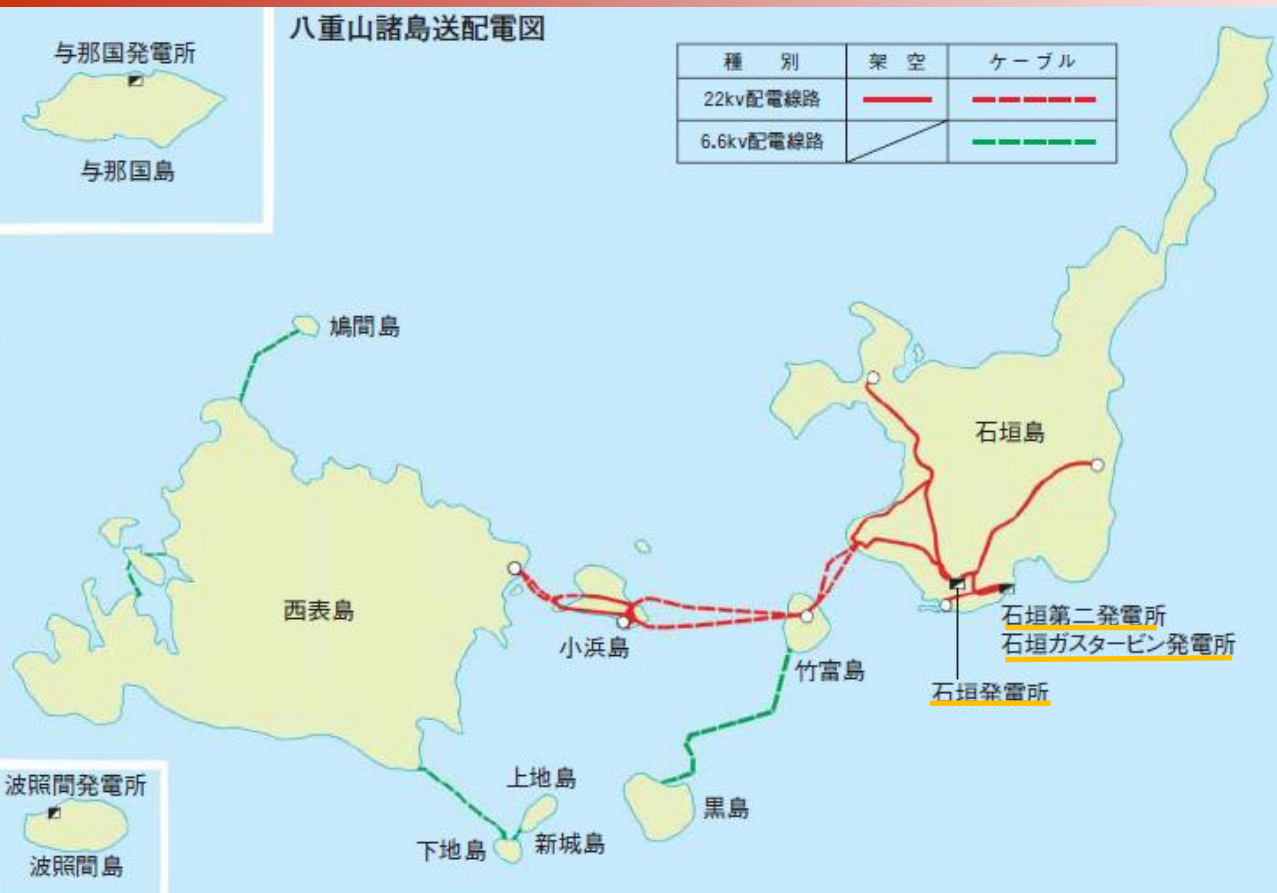 八重山諸島送配電図
与那国発電所
与那国島
種 別 架 空 ケーブル
22kv配電線路
6.6kv配電線路
鳩間島
石垣島
西表島
小浜島
竹富島
石垣第二発電所
石垣ガスタービン発電所
石垣発電所
波照間発電所
波照間島
上地島
下地島
新城島
黒島